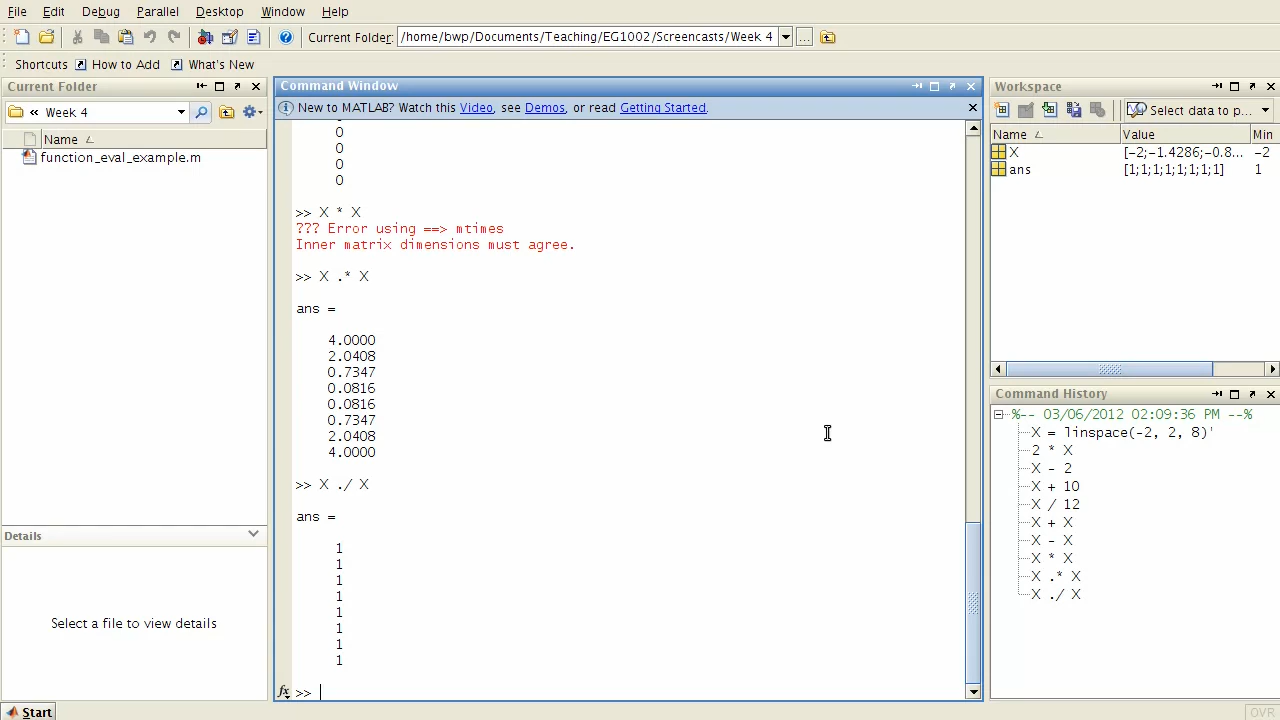 File Edit Debug Parallel Desktop Window Help
Current Folder: /home/bwp/Documents/Teaching/EG1002/Screencasts/Week 4 ...
Shortcuts How to Add What's New
Current Folder
« Week 4
Name
function_eval_example.m
Details
Select a file to view details
Command Window
New to MATLAB? Watch this Video, see Demos, or read Getting Started.
0
0
0
0
>> X * X
??? Error using ==> mtimes
Inner matrix dimensions must agree.
>> X .* X
ans =
4.0000
2.0408
0.7347
0.0816
0.0816
0.7347
2.0408
4.0000
>> X ./ X
ans =
1
1
1
1
1
1
1
1
fx >>
Workspace
Select data to p...
Name Value Min
X [-2;-1.4286;-0.8... -2
ans [1;1;1;1;1;1;1;1] 1
Command History
%-- 03/06/2012 02:09:36 PM --%
X = linspace(-2, 2, 8)'
2 * X
X - 2
X + 10
X / 12
X + X
X - X
X * X
X .* X
X ./ X
Start
OVR